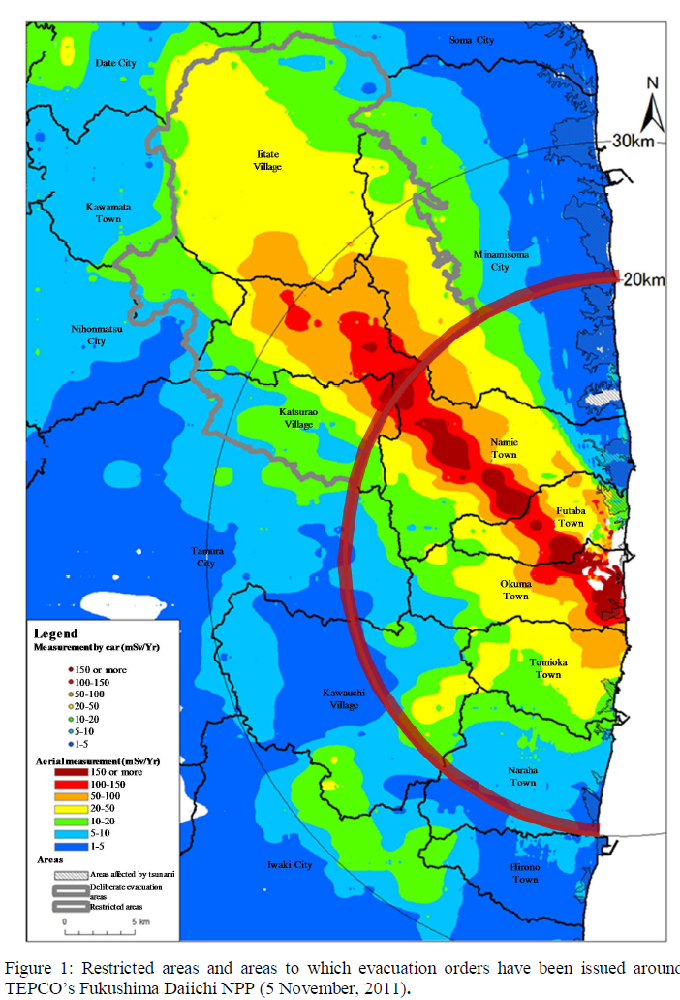 Soma City
Date City
N
30km
Iitate
Village
Kawamata
Town
Minamisoma
City
20km
Nihonmatsu
City
Katsurao
Village
Namie
Town
Futaba
Town
Tamura
City
Okuma
Town
Tomioka
Town
Kawauchi
Village
Naraha
Town
Iwaki City
Hirono
Town
Legend
Measurement by car (mSv/Yr)
150 or more
100-150
50-100
20-50
10-20
5-10
1-5
Aerial measurement (mSv/Yr)
150 or more
100-150
50-100
20-50
10-20
5-10
1-5
Areas
Areas affected by tsunami
Deliberate evacuation
areas
Restricted areas
0 5 km
Figure 1: Restricted areas and areas to which evacuation orders have been issued around
TEPCO’s Fukushima Daiichi NPP (5 November, 2011).